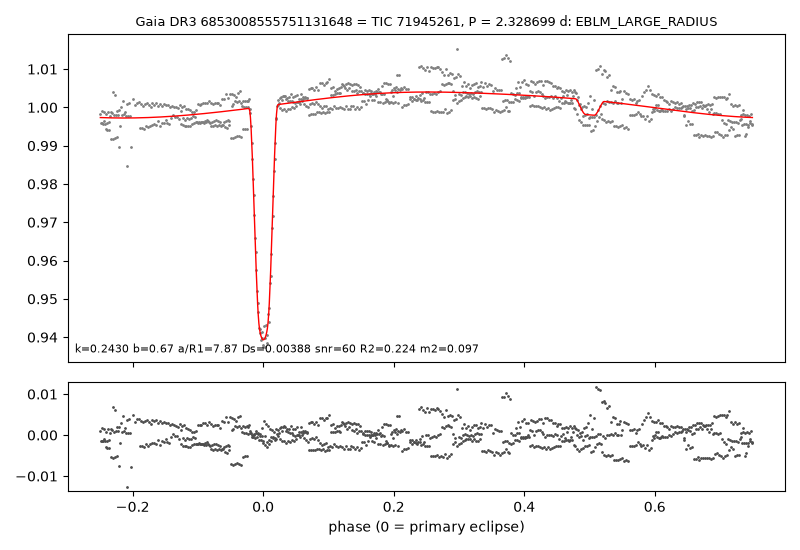 Gaia DR3 6853008555751131648 = TIC 71945261, P = 2.328699 d: EBLM_LARGE_RADIUS
1.01
1.00
0.99
0.98
0.97
0.96
0.95
0.94
k=0.2430 b=0.67 a/R1=7.87 Ds=0.00388 snr=60 R2=0.224 m2=0.097
0.01
0.00
−0.01
−0.2 0.0 0.2 0.4 0.6
phase (0 = primary eclipse)